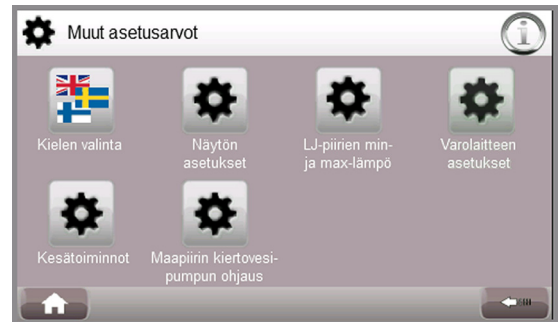 Muut asetusarvot
i
Kielen valinta
Näytön
asetukset
LJ-piirien min-
ja max-lämpö
Varolaitteen
asetukset
Kesätoiminnot
Maapiirin kiertovesi-
pumpun ohjaus